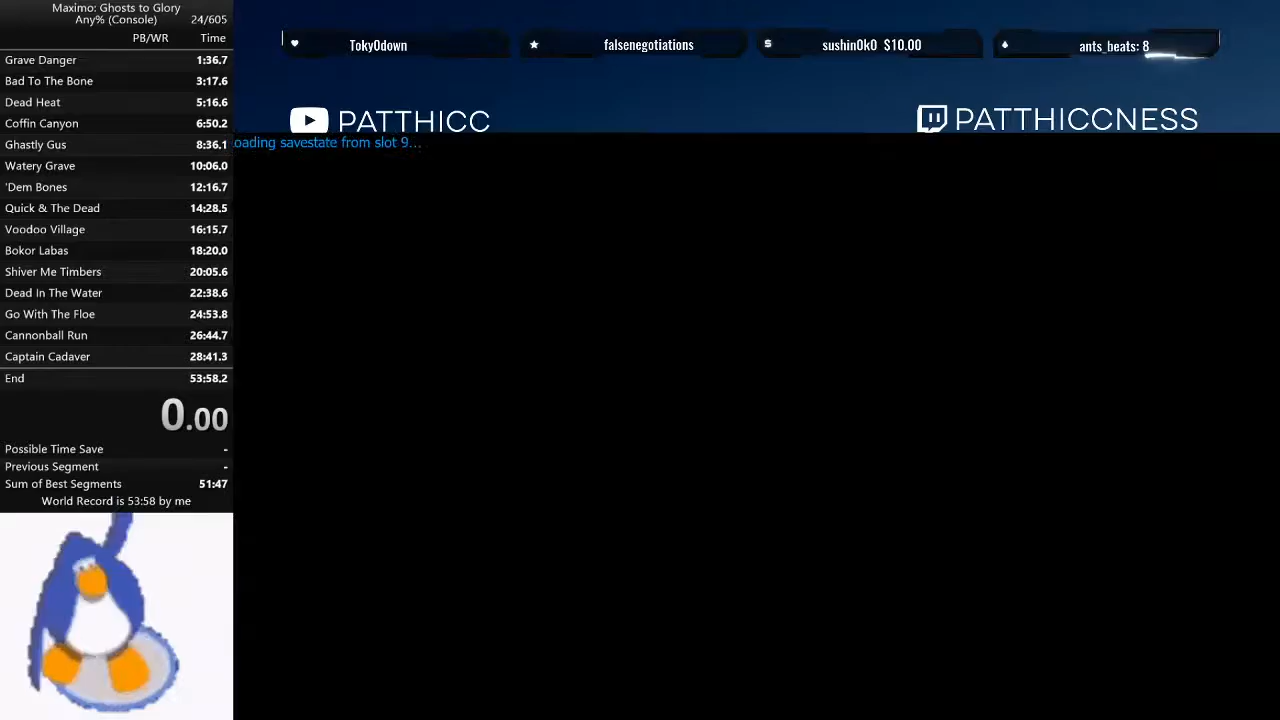 Maximo: Ghosts to Glory
Any% (Console) 24/605
PB/WR Time
Grave Danger 1:36.7
Bad To The Bone 3:17.6
Dead Heat 5:16.6
Coffin Canyon 6:50.2
Ghastly Gus 8:36.1
Watery Grave 10:06.0
'Dem Bones 12:16.7
Quick & The Dead 14:28.5
Voodoo Village 16:15.7
Bokor Labas 18:20.0
Shiver Me Timbers 20:05.6
Dead In The Water 22:38.6
Go With The Floe 24:53.8
Cannonball Run 26:44.7
Captain Cadaver 28:41.3
End 53:58.2
0.00
Possible Time Save -
Previous Segment -
Sum of Best Segments 51:47
World Record is 53:58 by me
Toky0down falsenegotiations sushin0k0 $10.00 ants_beats: 8
PATTHICC PATTHICCNESS
oading savestate from slot 9...